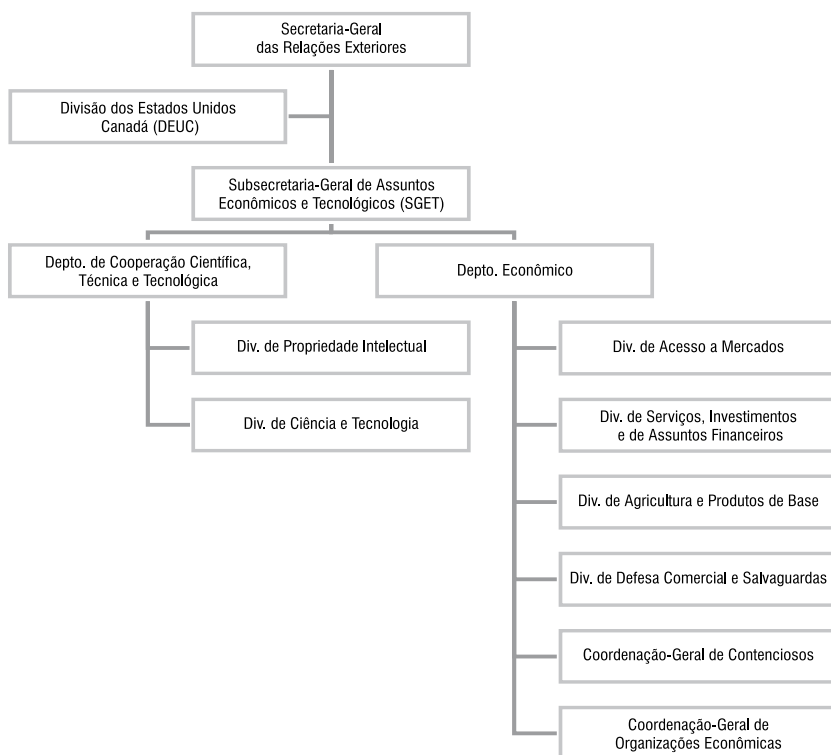 Secretaria-Geral
das Relações Exteriores
Divisão dos Estados Unidos
Canadá (DEUC)
Subsecretaria-Geral de Assuntos
Econômicos e Tecnológicos (SGET)
Depto. de Cooperação Científica,
Técnica e Tecnológica
Depto. Econômico
Div. de Propriedade Intelectual
Div. de Ciência e Tecnologia
Div. de Acesso a Mercados
Div. de Serviços, Investimentos
e de Assuntos Financeiros
Div. de Agricultura e Produtos de Base
Div. de Defesa Comercial e Salvaguardas
Coordenação-Geral de Contenciosos
Coordenação-Geral de
Organizações Econômicas